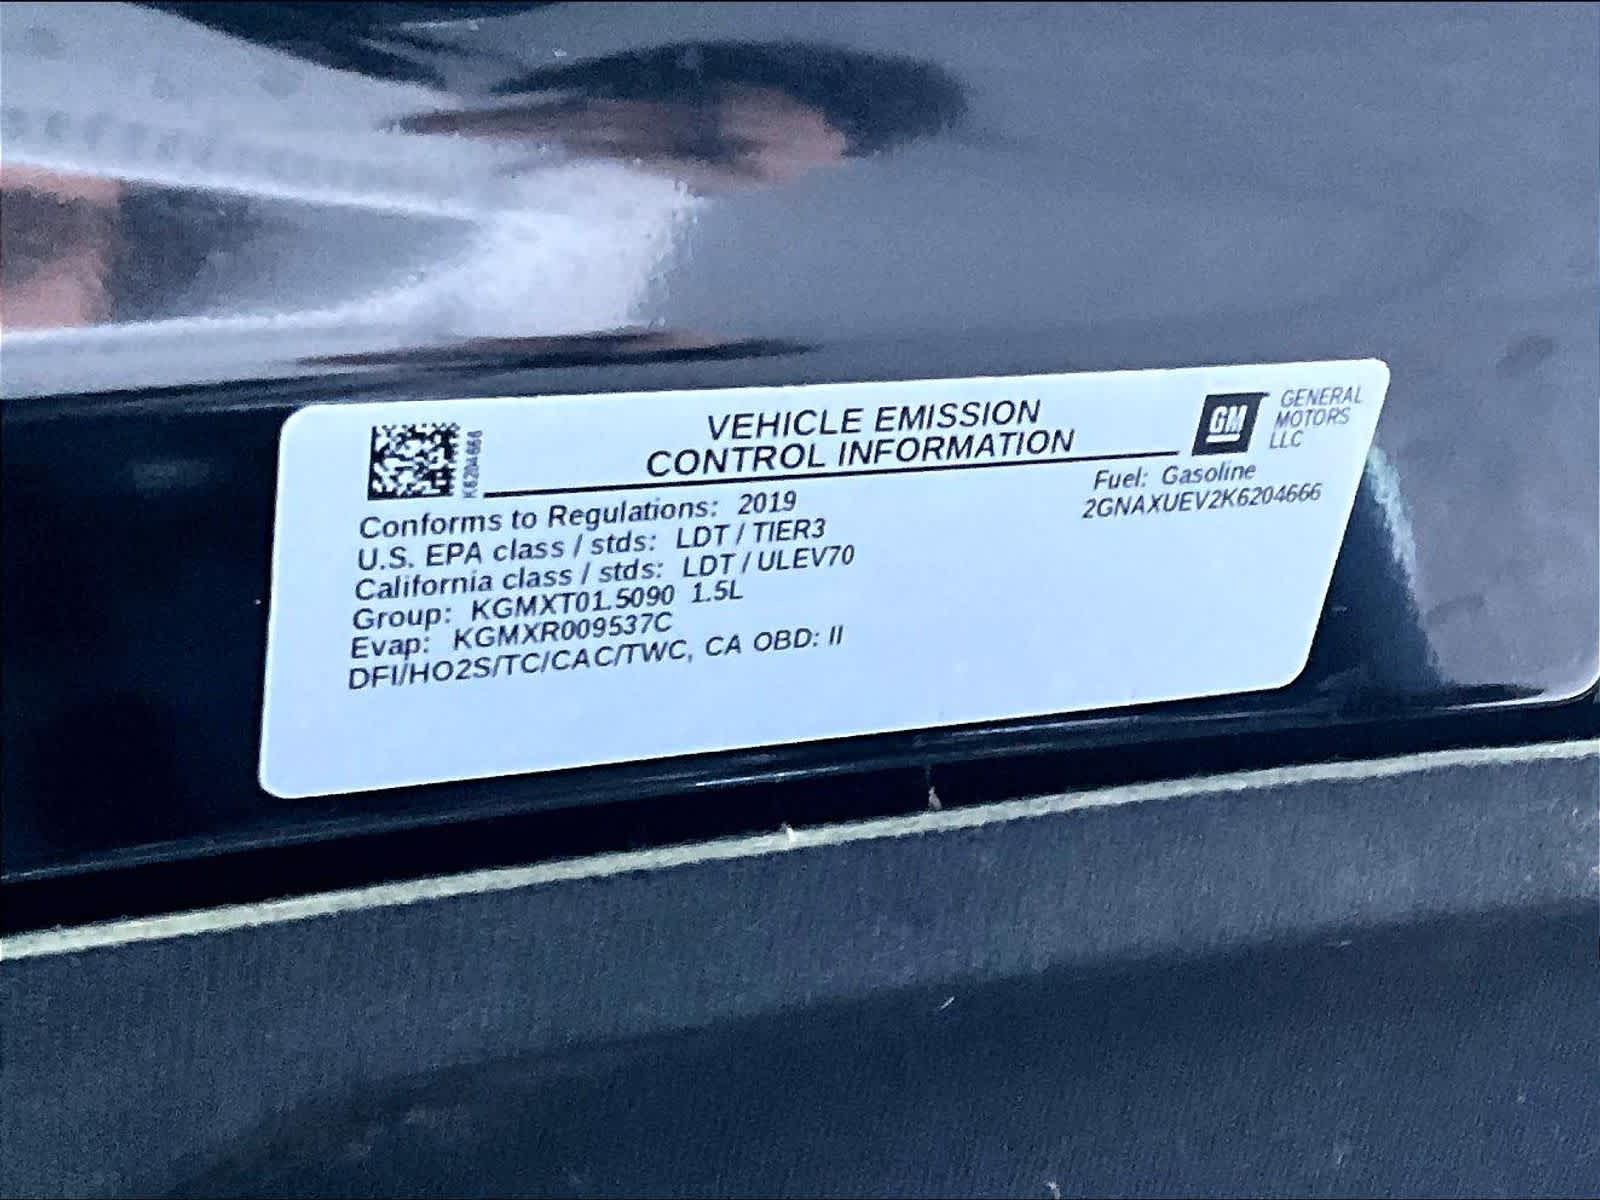 VEHICLE EMISSION
CONTROL INFORMATION
GM
GENERAL
MOTORS
LLC
K6204666
Fuel: Gasoline
2GNAXUEV2K6204666
Conforms to Regulations: 2019
U.S. EPA class / stds: LDT / TIER3
California class / stds: LDT / ULEV70
Group: KGMXT01.5090 1.5L
Evap: KGMXR009537C
DFI/HO2S/TC/CAC/TWC, CA OBD: II